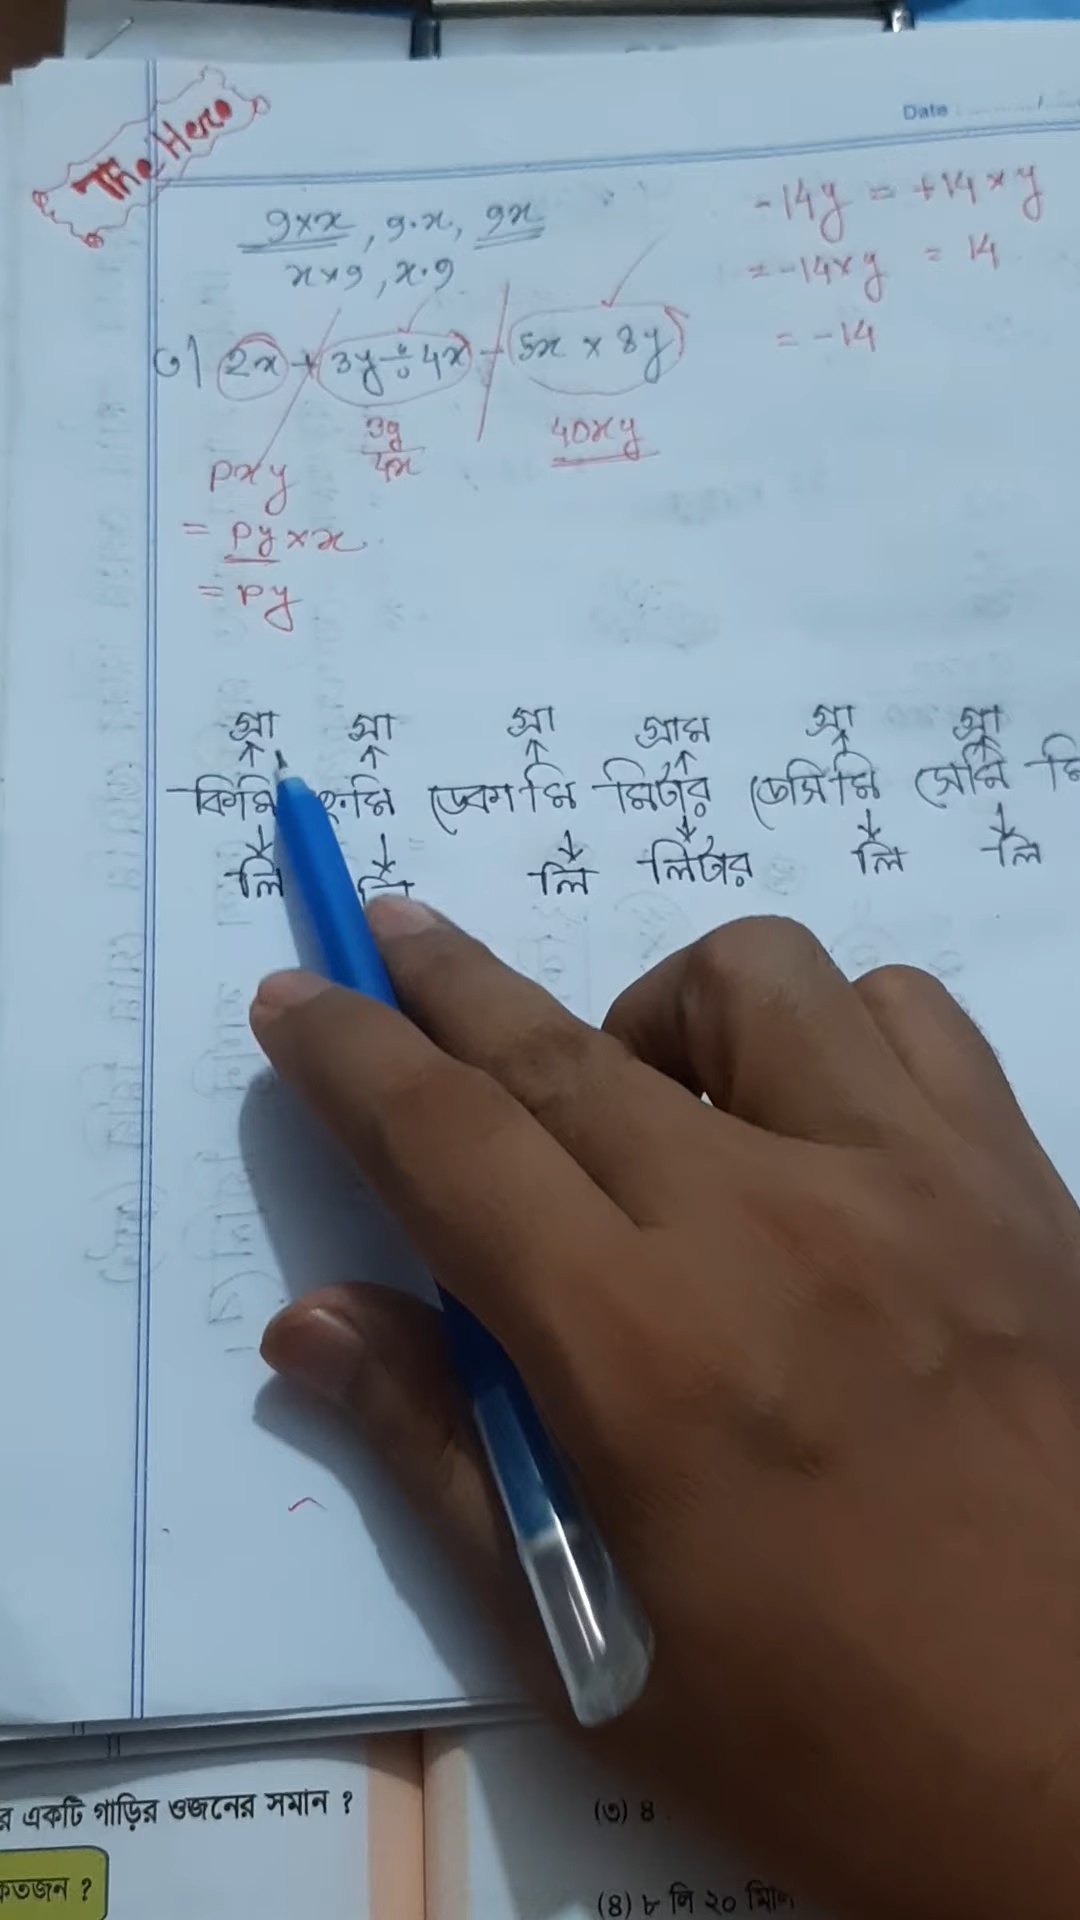 The Hero
Date
9×x, 9·x, 9x
x×9, x·9
-14y = +14×y
= -14×y = 14
= -14
৩) 2x + 3y÷4x - 5x × 8y
3y/4x
40xy
pxy
= py×x
= py
গ্রা গ্রা গ্রা গ্রাম গ্রা গ্রা
কিমি হেমি ডেকামি মিটার ডেসিমি সেমি মি
লি লি লি লিটার লি লি
র একটি গাড়ির ওজনের সমান ?
(৩) ৪
কতজন ?
(৪) ৮ লি ২০ মিলি